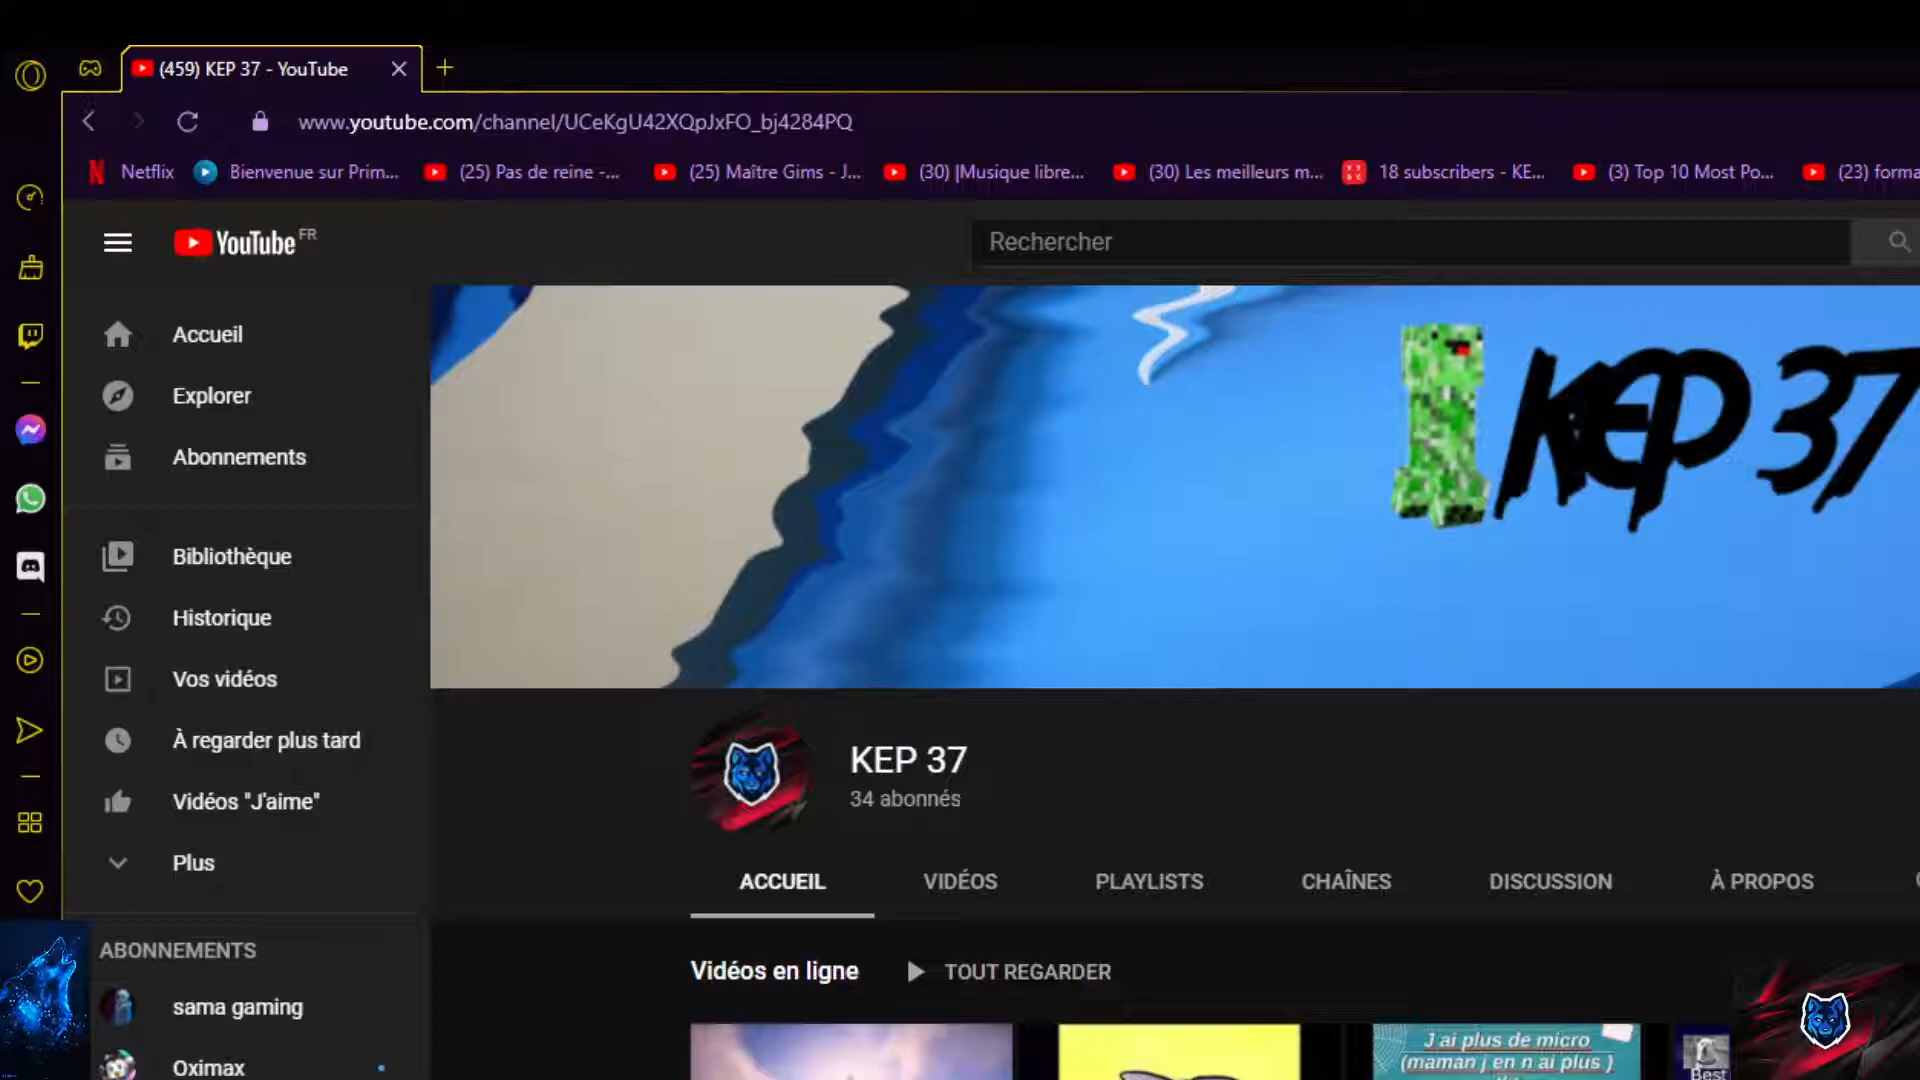 (459) KEP 37 - YouTube
www.youtube.com/channel/UCeKgU42XQpJxFO_bj4284PQ
Netflix
Bienvenue sur Prim...
(25) Pas de reine -...
(25) Maître Gims - J...
(30) |Musique libre...
(30) Les meilleurs m...
18 subscribers - KE...
(3) Top 10 Most Po...
(23) forma
YouTube FR
Rechercher
Accueil
Explorer
Abonnements
Bibliothèque
Historique
Vos vidéos
À regarder plus tard
Vidéos "J'aime"
Plus
ABONNEMENTS
sama gaming
Oximax
KEP 37
KEP 37
34 abonnés
ACCUEIL
VIDÉOS
PLAYLISTS
CHAÎNES
DISCUSSION
À PROPOS
Vidéos en ligne
TOUT REGARDER
J ai plus de micro
(maman j en n ai plus )
Best